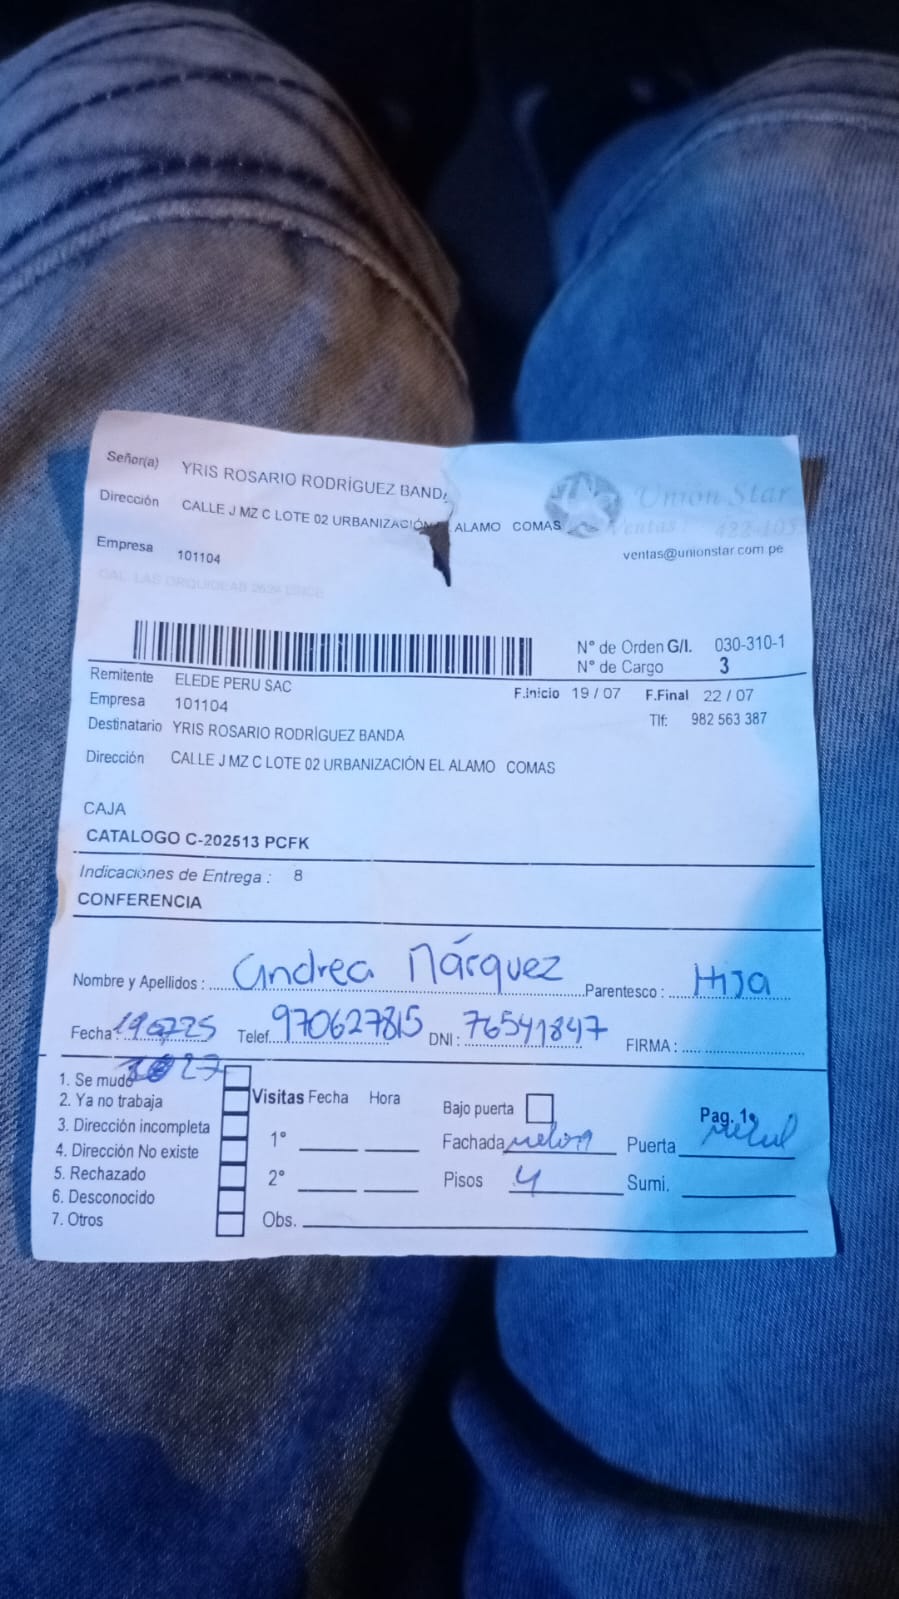 Señor(a) YRIS ROSARIO RODRÍGUEZ BANDA
Union Star
Dirección CALLE J MZ C LOTE 02 URBANIZACIÓN ALAMO COMAS
Ventas
ventas@unionstar.com.pe
Empresa 101104
CAL. LAS ORQUIDEAS LINCE
N° de Orden G/I. 030-310-1
N° de Cargo 3
Remitente ELEDE PERU SAC
F.inicio 19 / 07 F.Final 22 / 07
Empresa 101104
Tlf: 982 563 387
Destinatario YRIS ROSARIO RODRÍGUEZ BANDA
Dirección CALLE J MZ C LOTE 02 URBANIZACIÓN EL ALAMO COMAS
CAJA
CATALOGO C-202513 PCFK
Indicaciones de Entrega : 8
CONFERENCIA
Nombre y Apellidos : Andrea Márquez Parentesco : Hija
Fecha Telef. 970627815 DNI : 76541847 FIRMA :
1. Se mudó
2. Ya no trabaja
3. Dirección incompleta
4. Dirección No existe
5. Rechazado
6. Desconocido
7. Otros
Visitas Fecha Hora
1°
2°
Obs.
Bajo puerta
Fachada melon
Pisos 4
Pag. 1
Puerta
Sumi.